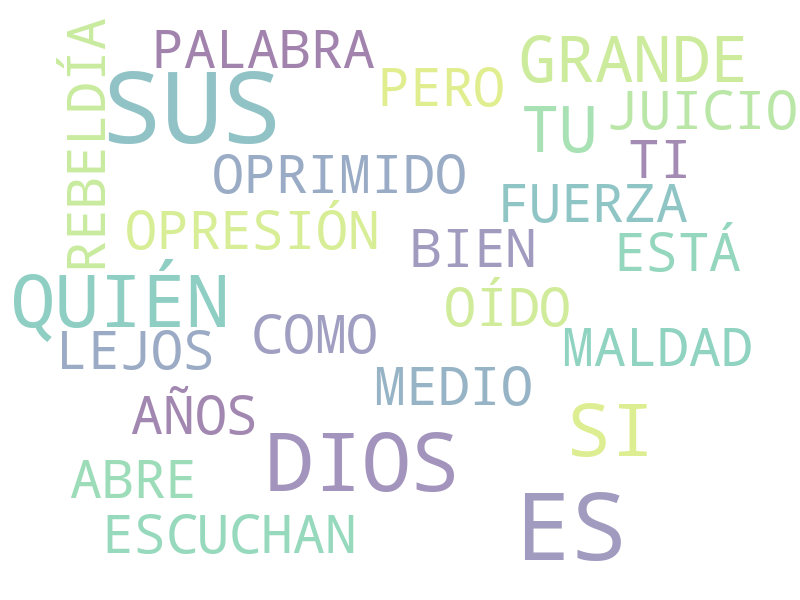 PALABRA
GRANDE
REBELDÍA
SUS
PERO
JUICIO
TU
TI
OPRIMIDO
FUERZA
OPRESIÓN
BIEN
ESTÁ
QUIÉN
OÍDO
LEJOS
COMO
MALDAD
MEDIO
AÑOS
SI
DIOS
ABRE
ES
ESCUCHAN